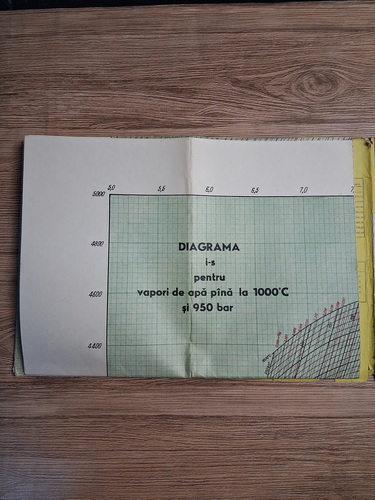 5,0 5,5 6,0 6,5 7,0
5000
4800
DIAGRAMA
i-s
pentru
vapori de apă pînă la 1000°C
4600
și 950 bar
4400